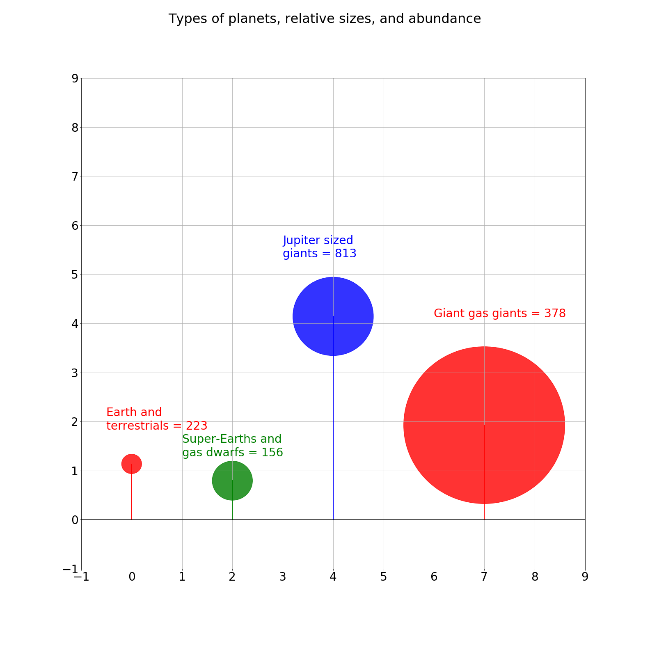 Types of planets, relative sizes, and abundance
9
8
7
6
Jupiter sized
giants = 813
5
Giant gas giants = 378
4
3
Earth and
terrestrials = 223
2
Super-Earths and
gas dwarfs = 156
1
0
−1
−1 0 1 2 3 4 5 6 7 8 9